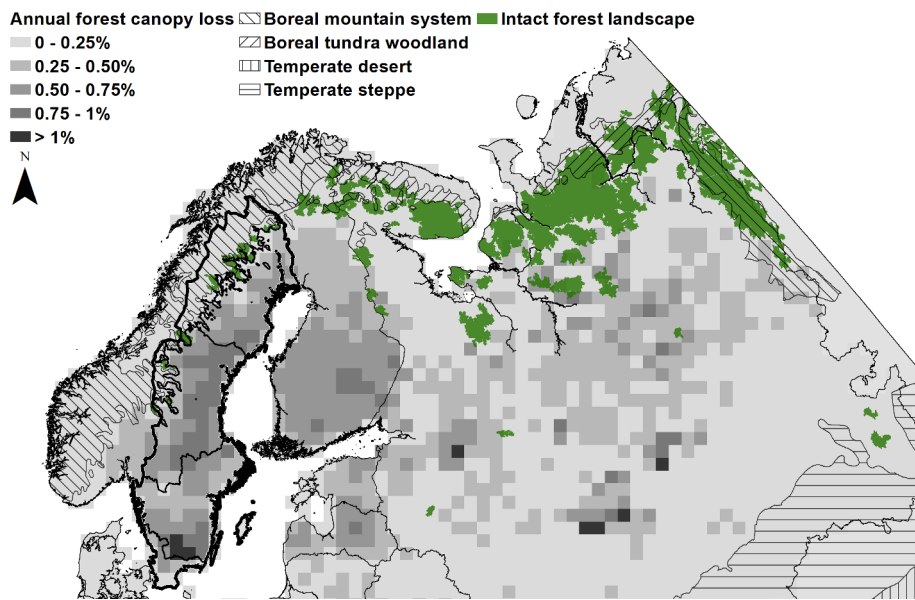 Annual forest canopy loss
0 - 0.25%
0.25 - 0.50%
0.50 - 0.75%
0.75 - 1%
> 1%
Boreal mountain system
Boreal tundra woodland
Temperate desert
Temperate steppe
Intact forest landscape
N